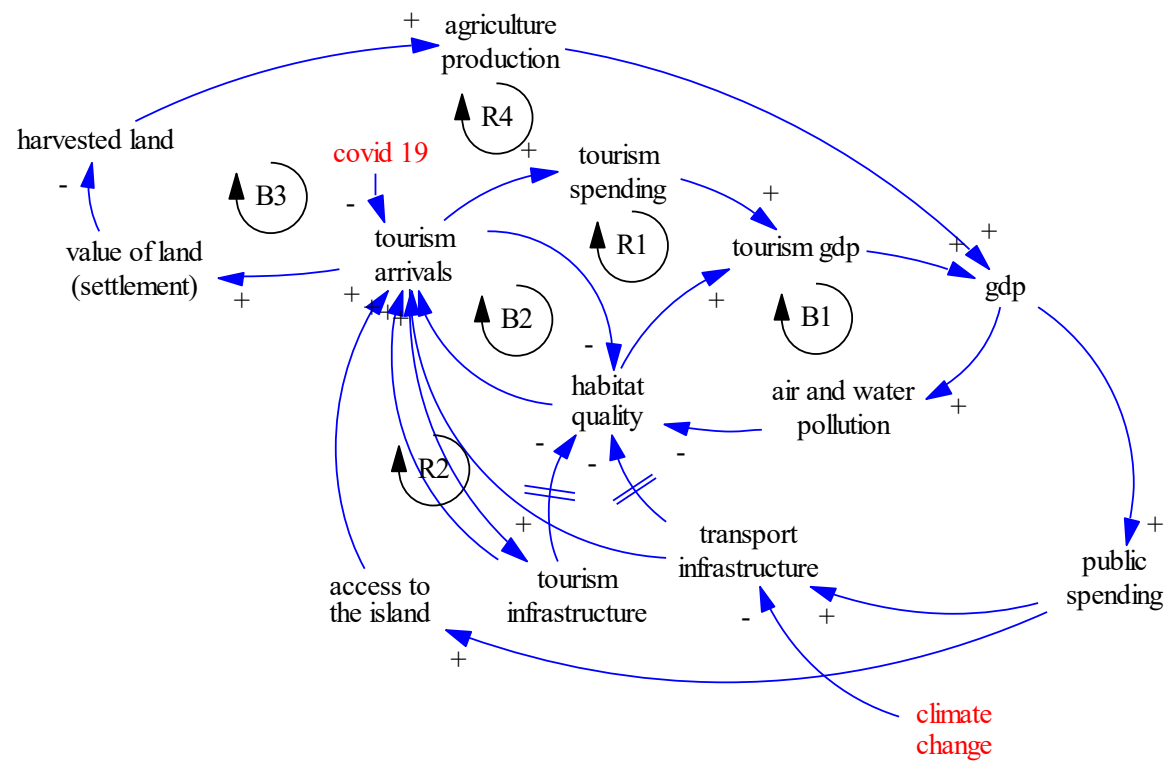 +
agriculture
production
R4
harvested land
covid 19
+
tourism
spending
-
B3
-
+
tourism
arrivals
R1
tourism gdp
+
+
value of land
(settlement)
gdp
+
+
+
+
+
B2
+
B1
-
habitat
quality
air and water
pollution
+
-
-
-
R2
+
transport
infrastructure
+
public
spending
access to
the island
tourism
infrastructure
-
+
+
climate
change